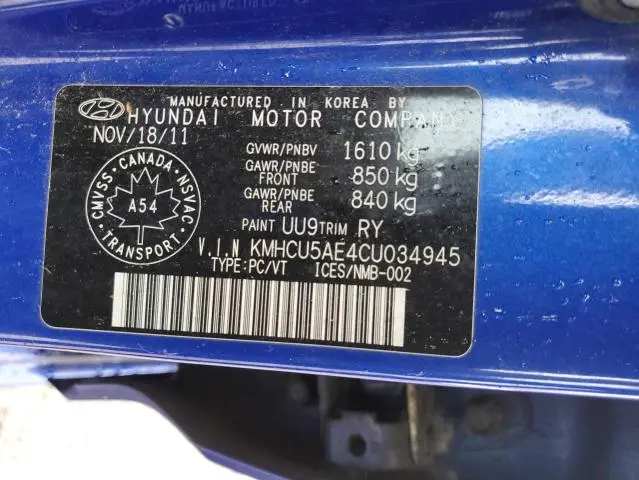 MANUFACTURED IN KOREA BY
HYUNDAI MOTOR COMPANY
NOV/18/11
GVWR/PNBV 1610 kg
GAWR/PNBE FRONT 850 kg
GAWR/PNBE REAR 840 kg
PAINT UU9 TRIM RY
V.I.N KMHCU5AE4CU034945
TYPE:PC/VT ICES/NMB-002
CMVSS · CANADA · NSVAC
A54
TRANSPORT